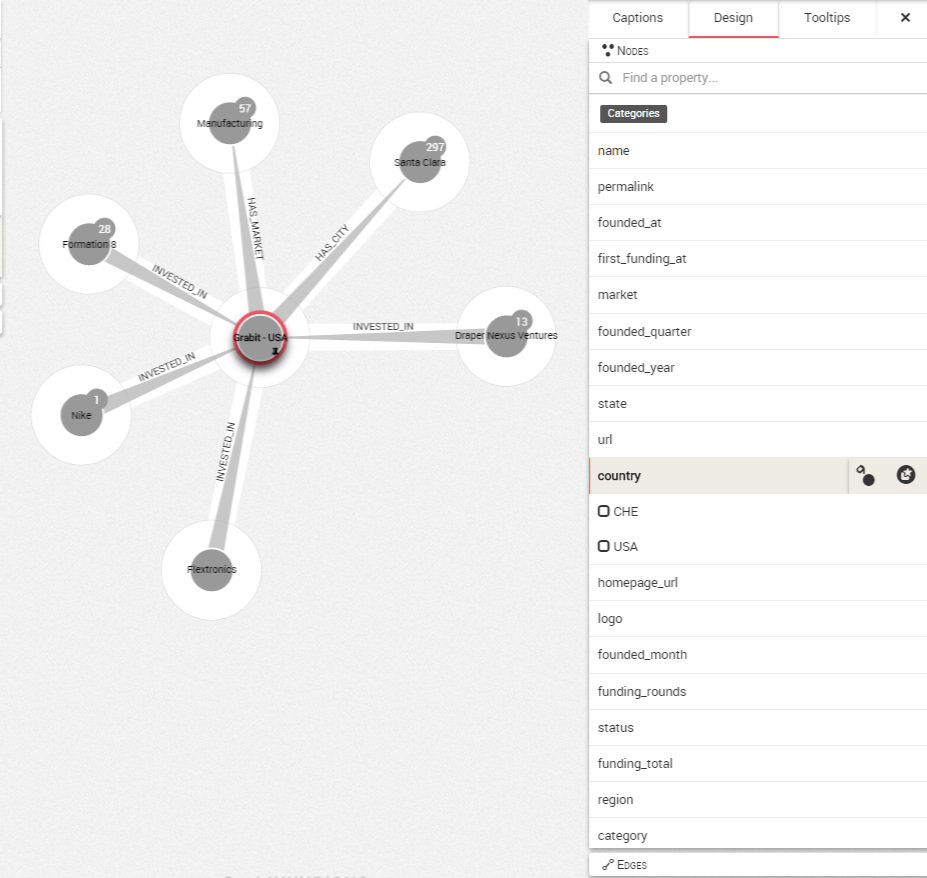 Captions
Design
Tooltips
NODES
Find a property...
Categories
name
permalink
founded_at
first_funding_at
market
founded_quarter
founded_year
state
url
country
CHE
USA
homepage_url
logo
founded_month
funding_rounds
status
funding_total
region
category
EDGES
57
Manufacturing
297
Santa Clara
HAS_MARKET
HAS_CITY
28
Formation 8
INVESTED_IN
13
Draper Nexus Ventures
INVESTED_IN
Grabit - USA
INVESTED_IN
1
Nike
INVESTED_IN
Flextronics